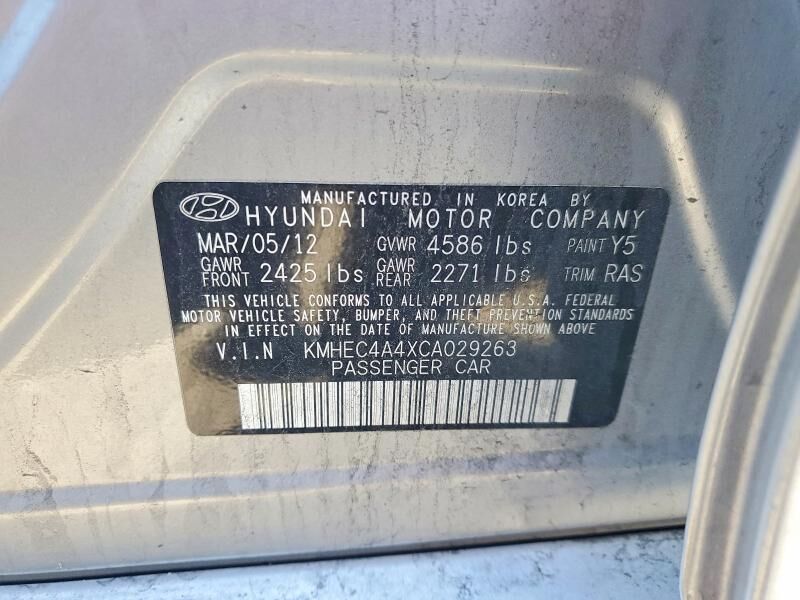 MANUFACTURED IN KOREA BY
HYUNDAI MOTOR COMPANY
MAR/05/12 GVWR 4586 lbs PAINT Y5
GAWR FRONT 2425 lbs GAWR REAR 2271 lbs TRIM RAS
THIS VEHICLE CONFORMS TO ALL APPLICABLE U.S.A. FEDERAL
MOTOR VEHICLE SAFETY, BUMPER, AND THEFT PREVENTION STANDARDS
IN EFFECT ON THE DATE OF MANUFACTURE SHOWN ABOVE
V.I.N KMHEC4A4XCA029263
PASSENGER CAR